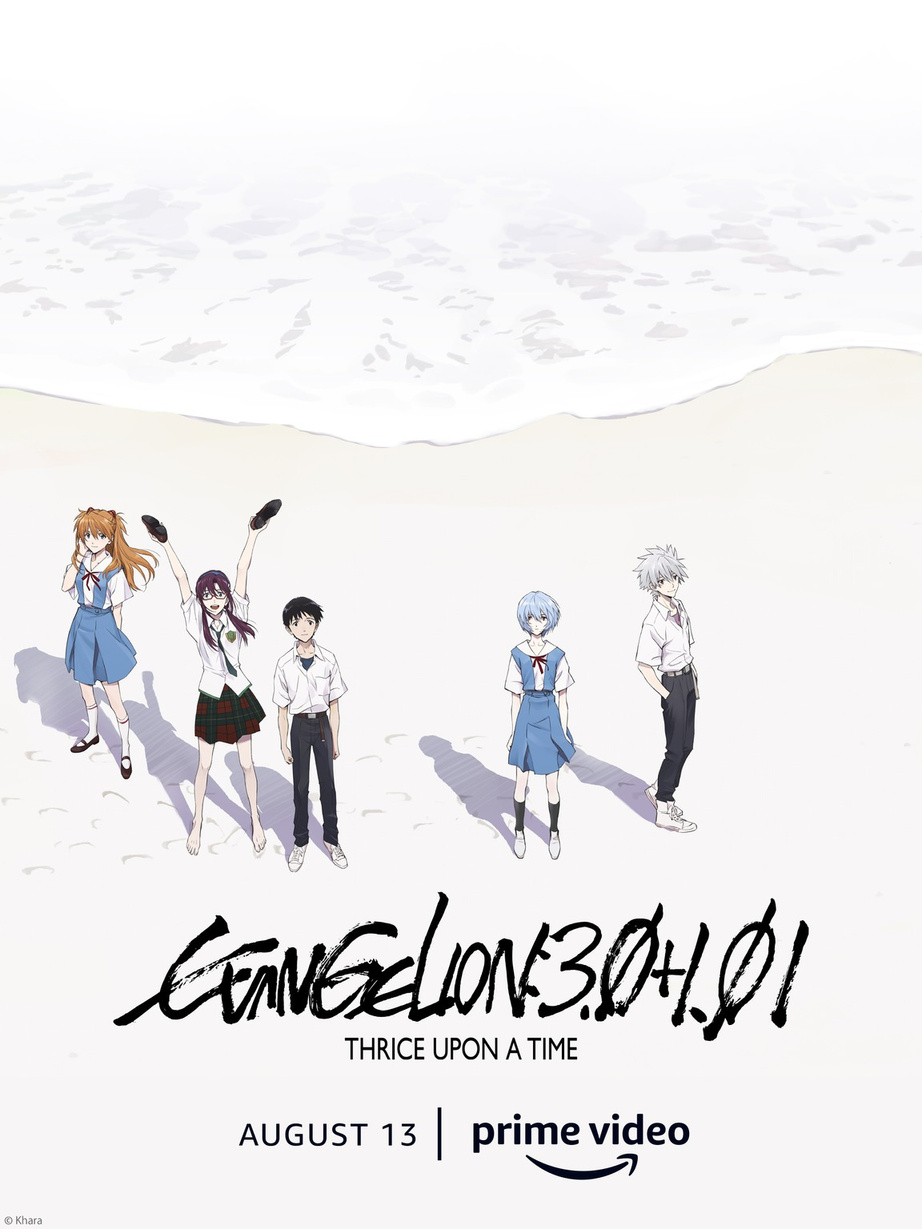 EVANGELION:3.0+1.01
THRICE UPON A TIME
AUGUST 13 | prime video
© Khara